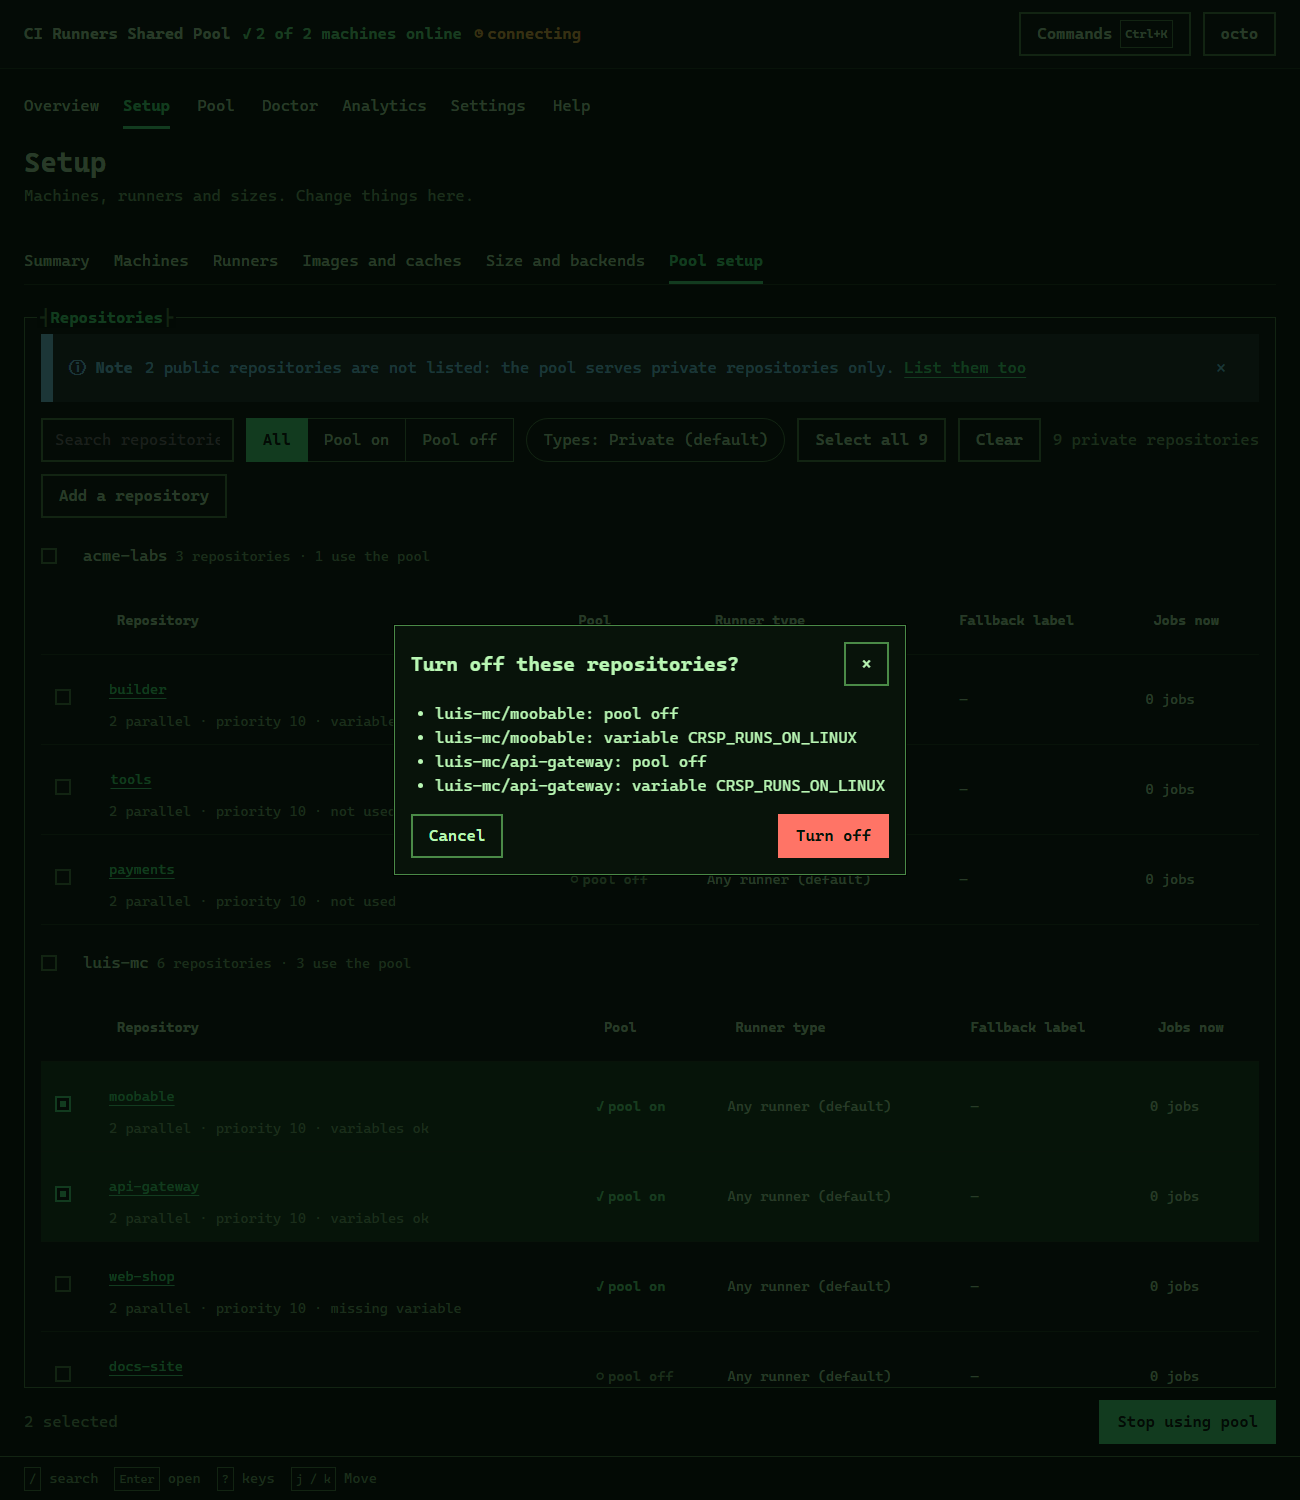 CI Runners Shared Pool ✓2 of 2 machines online connecting
Commands Ctrl+K octo
Overview Setup Pool Doctor Analytics Settings Help
Setup
Machines, runners and sizes. Change things here.
Summary Machines Runners Images and caches Size and backends Pool setup
Repositories
ⓘ Note 2 public repositories are not listed: the pool serves private repositories only. List them too ×
Search repositorie All Pool on Pool off Types: Private (default) Select all 9 Clear 9 private repositories
Add a repository
acme-labs 3 repositories · 1 use the pool
Repository Pool Runner type Fallback label Jobs now
builder
2 parallel · priority 10 · variable
— 0 jobs
tools
2 parallel · priority 10 · not used
— 0 jobs
payments
2 parallel · priority 10 · not used
○ pool off Any runner (default) — 0 jobs
Turn off these repositories? ×
• luis-mc/moobable: pool off
• luis-mc/moobable: variable CRSP_RUNS_ON_LINUX
• luis-mc/api-gateway: pool off
• luis-mc/api-gateway: variable CRSP_RUNS_ON_LINUX
Cancel Turn off
luis-mc 6 repositories · 3 use the pool
Repository Pool Runner type Fallback label Jobs now
moobable
2 parallel · priority 10 · variables ok
✓ pool on Any runner (default) — 0 jobs
api-gateway
2 parallel · priority 10 · variables ok
✓ pool on Any runner (default) — 0 jobs
web-shop
2 parallel · priority 10 · missing variable
✓ pool on Any runner (default) — 0 jobs
docs-site
○ pool off Any runner (default) — 0 jobs
2 selected Stop using pool
/ search Enter open ? keys j / k Move